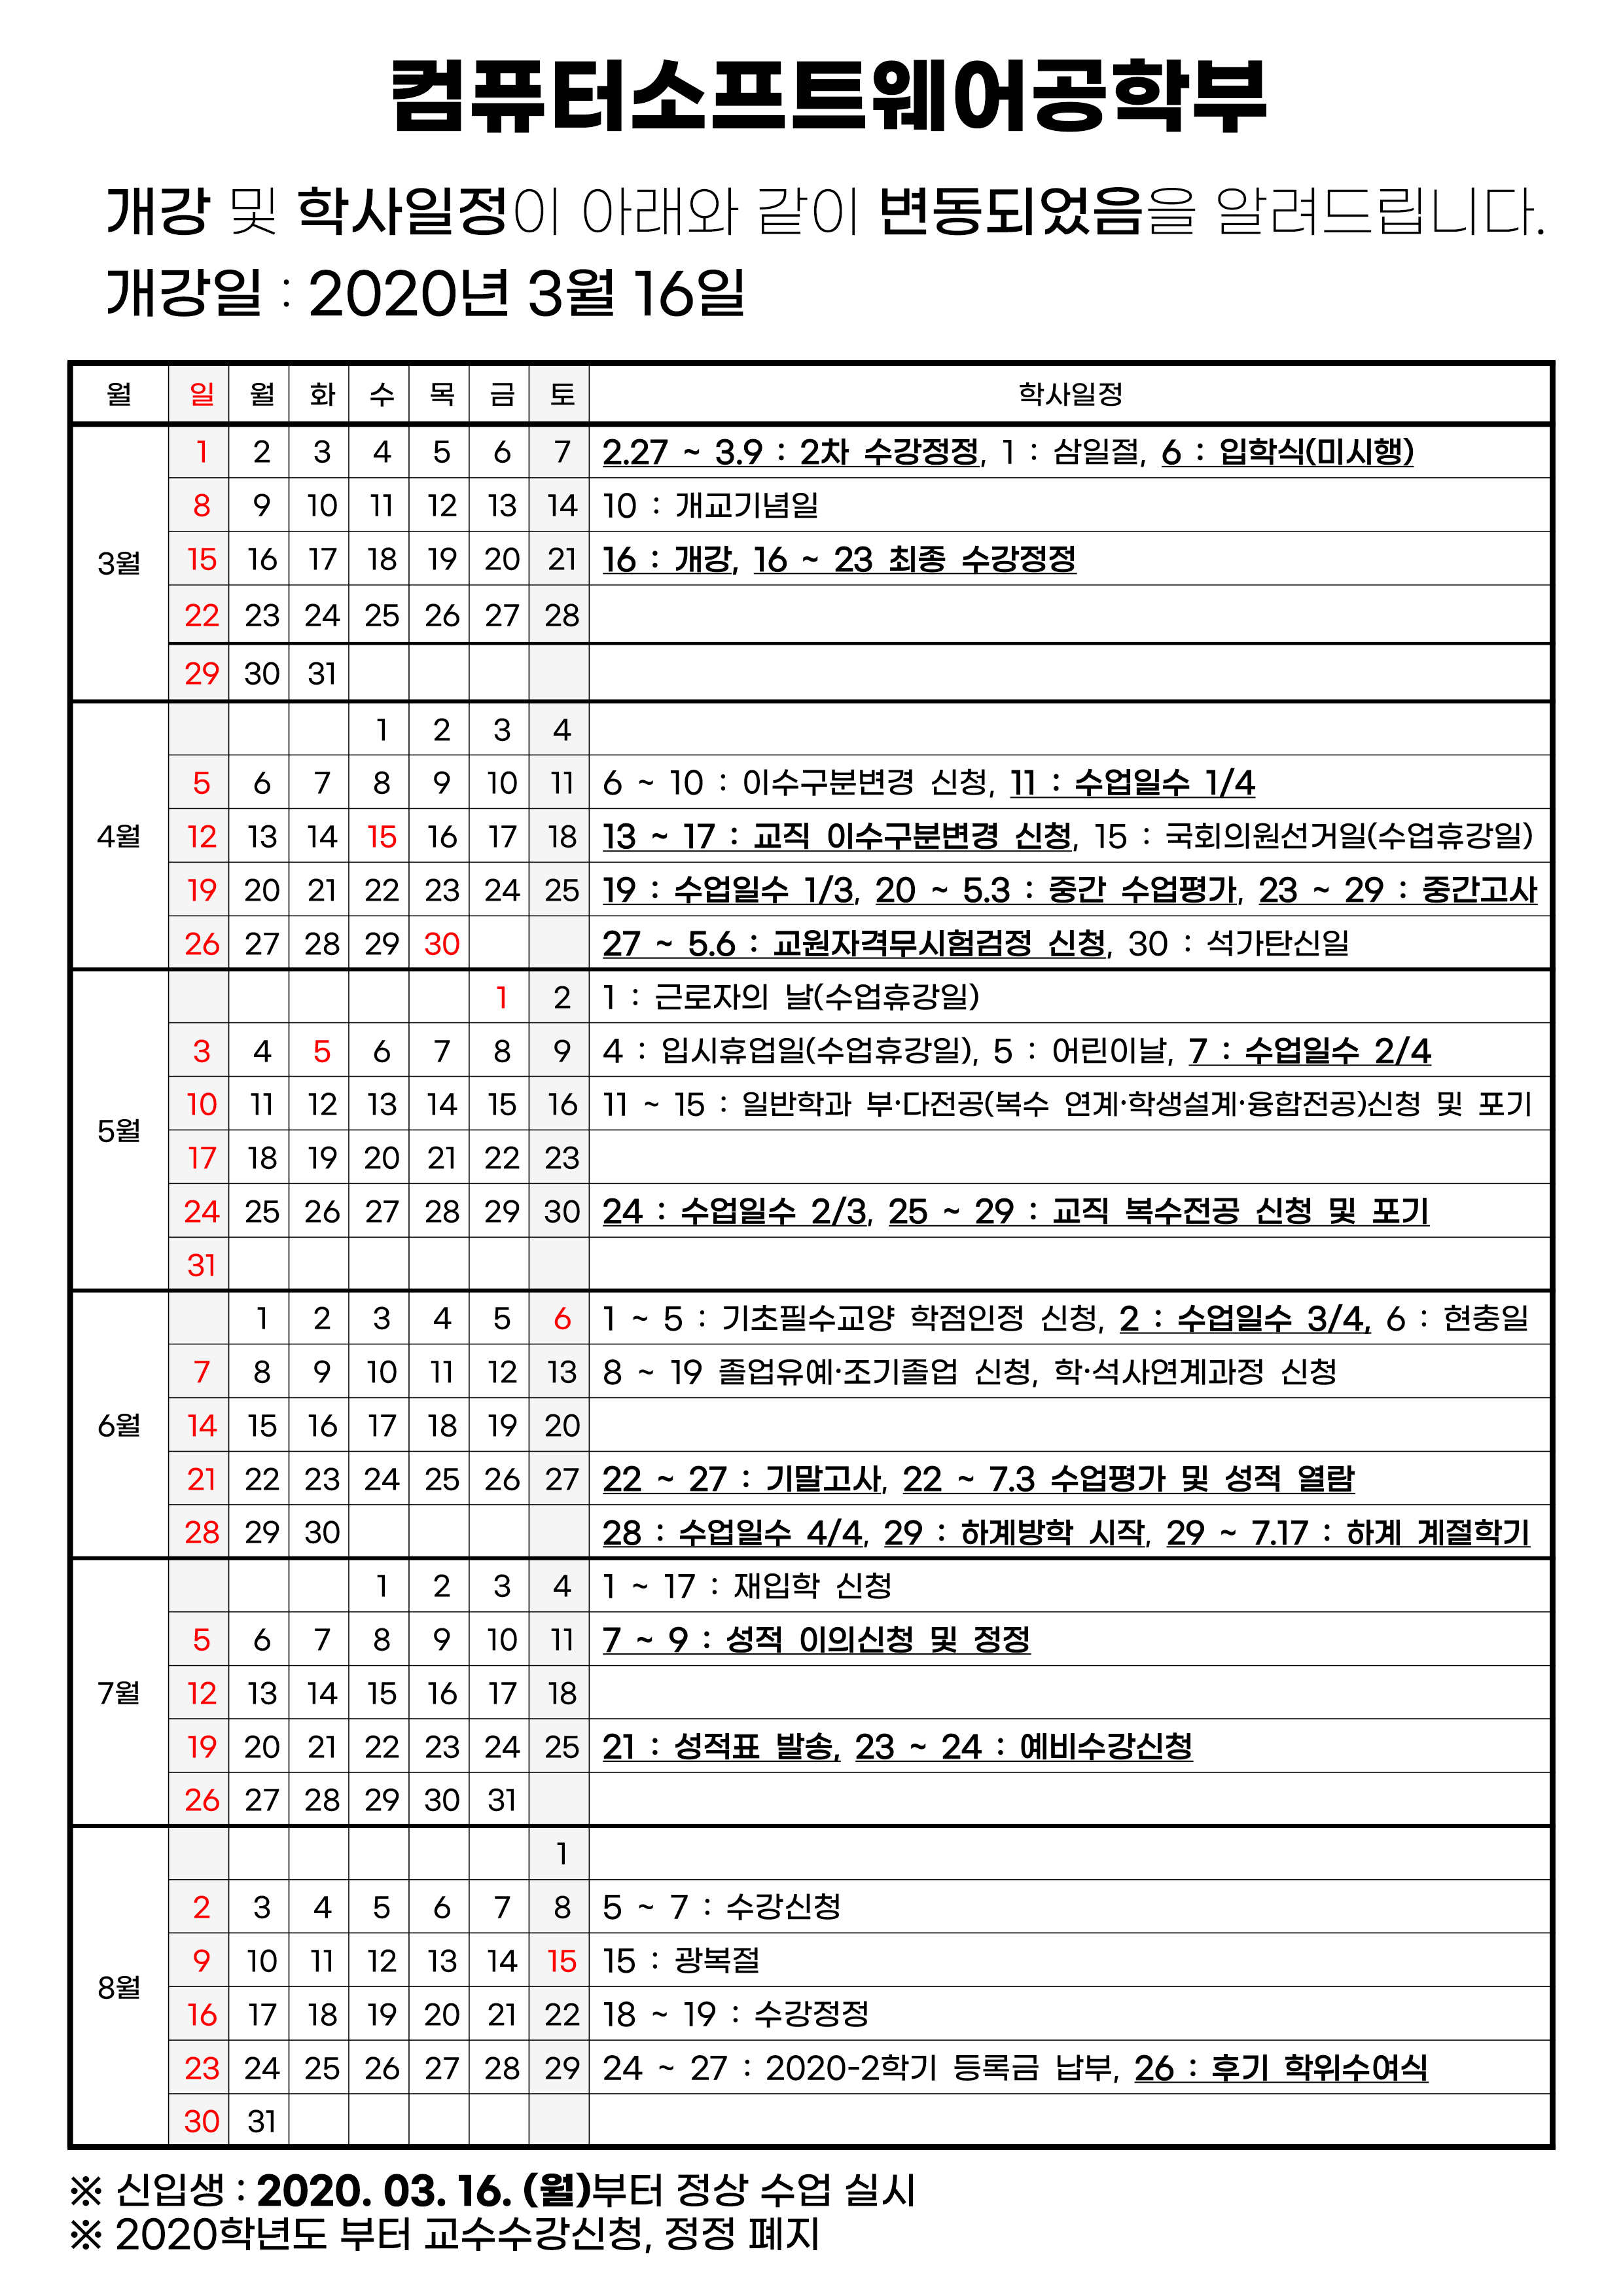 컴퓨터소프트웨어공학부
개강 및 학사일정이 아래와 같이 변동되었음을 알려드립니다.
개강일 : 2020년 3월 16일
월 일 월 화 수 목 금 토 학사일정
3월
1 2 3 4 5 6 7 2.27 ~ 3.9 : 2차 수강정정, 1 : 삼일절, 6 : 입학식(미시행)
8 9 10 11 12 13 14 10 : 개교기념일
15 16 17 18 19 20 21 16 : 개강, 16 ~ 23 최종 수강정정
22 23 24 25 26 27 28
29 30 31
4월
1 2 3 4
5 6 7 8 9 10 11 6 ~ 10 : 이수구분변경 신청, 11 : 수업일수 1/4
12 13 14 15 16 17 18 13 ~ 17 : 교직 이수구분변경 신청, 15 : 국회의원선거일(수업휴강일)
19 20 21 22 23 24 25 19 : 수업일수 1/3, 20 ~ 5.3 : 중간 수업평가, 23 ~ 29 : 중간고사
26 27 28 29 30 27 ~ 5.6 : 교원자격무시험검정 신청, 30 : 석가탄신일
5월
1 2 1 : 근로자의 날(수업휴강일)
3 4 5 6 7 8 9 4 : 입시휴업일(수업휴강일), 5 : 어린이날, 7 : 수업일수 2/4
10 11 12 13 14 15 16 11 ~ 15 : 일반학과 부·다전공(복수 연계·학생설계·융합전공)신청 및 포기
17 18 19 20 21 22 23
24 25 26 27 28 29 30 24 : 수업일수 2/3, 25 ~ 29 : 교직 복수전공 신청 및 포기
31
6월
1 2 3 4 5 6 1 ~ 5 : 기초필수교양 학점인정 신청, 2 : 수업일수 3/4, 6 : 현충일
7 8 9 10 11 12 13 8 ~ 19 졸업유예·조기졸업 신청, 학·석사연계과정 신청
14 15 16 17 18 19 20
21 22 23 24 25 26 27 22 ~ 27 : 기말고사, 22 ~ 7.3 수업평가 및 성적 열람
28 29 30 28 : 수업일수 4/4, 29 : 하계방학 시작, 29 ~ 7.17 : 하계 계절학기
7월
1 2 3 4 1 ~ 17 : 재입학 신청
5 6 7 8 9 10 11 7 ~ 9 : 성적 이의신청 및 정정
12 13 14 15 16 17 18
19 20 21 22 23 24 25 21 : 성적표 발송, 23 ~ 24 : 예비수강신청
26 27 28 29 30 31
8월
1
2 3 4 5 6 7 8 5 ~ 7 : 수강신청
9 10 11 12 13 14 15 15 : 광복절
16 17 18 19 20 21 22 18 ~ 19 : 수강정정
23 24 25 26 27 28 29 24 ~ 27 : 2020-2학기 등록금 납부, 26 : 후기 학위수여식
30 31
※ 신입생 : 2020. 03. 16. (월)부터 정상 수업 실시
※ 2020학년도 부터 교수수강신청, 정정 폐지